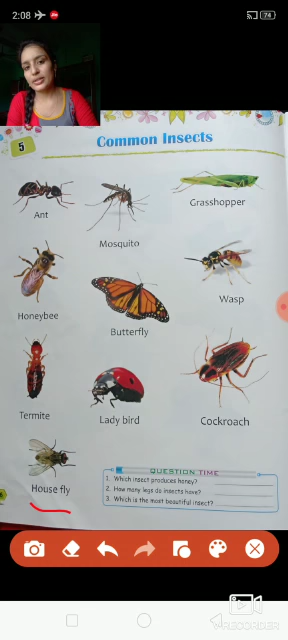 2:08
74
5
Common Insects
Ant
Mosquito
Grasshopper
Honeybee
Butterfly
Wasp
Termite
Lady bird
Cockroach
House fly
QUESTION TIME
1. Which insect produces honey?
2. How many legs do insects have?
3. Which is the most beautiful insect?
RECORDER